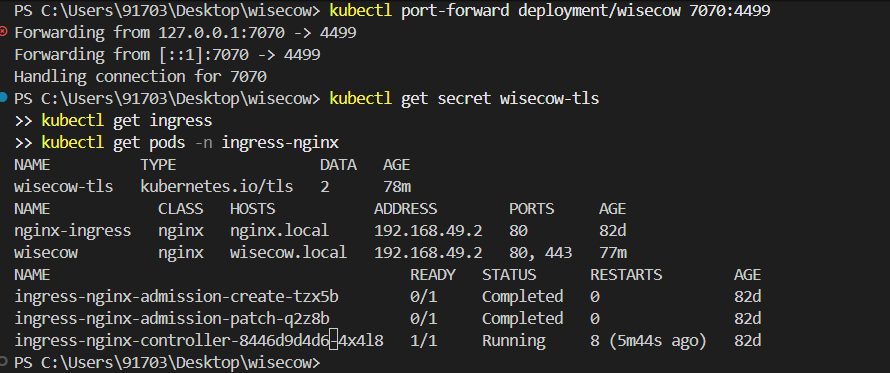 PS C:\Users\91703\Desktop\wisecow> kubectl port-forward deployment/wisecow 7070:4499
Forwarding from 127.0.0.1:7070 -> 4499
Forwarding from [::1]:7070 -> 4499
Handling connection for 7070
PS C:\Users\91703\Desktop\wisecow> kubectl get secret wisecow-tls
>> kubectl get ingress
>> kubectl get pods -n ingress-nginx
NAME TYPE DATA AGE
wisecow-tls kubernetes.io/tls 2 78m
NAME CLASS HOSTS ADDRESS PORTS AGE
nginx-ingress nginx nginx.local 192.168.49.2 80 82d
wisecow nginx wisecow.local 192.168.49.2 80, 443 77m
NAME READY STATUS RESTARTS AGE
ingress-nginx-admission-create-tzx5b 0/1 Completed 0 82d
ingress-nginx-admission-patch-q2z8b 0/1 Completed 0 82d
ingress-nginx-controller-8446d9d4d6-4x4l8 1/1 Running 8 (5m44s ago) 82d
PS C:\Users\91703\Desktop\wisecow>